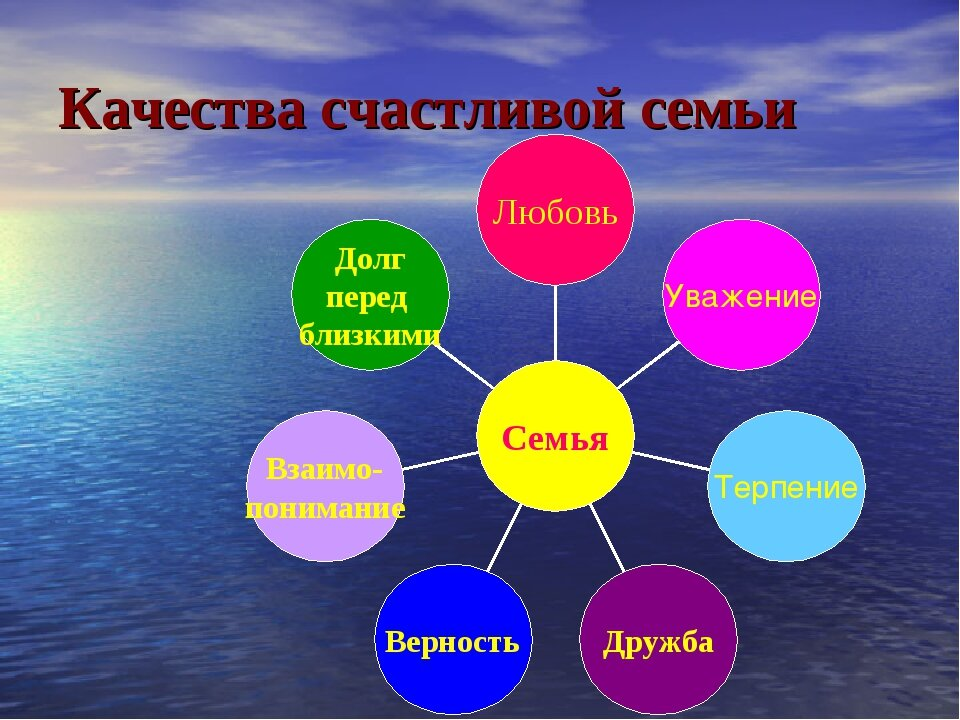 Качества счастливой семьи
Любовь
Уважение
Терпение
Дружба
Верность
Взаимо-
понимание
Долг
перед
близкими
Семья